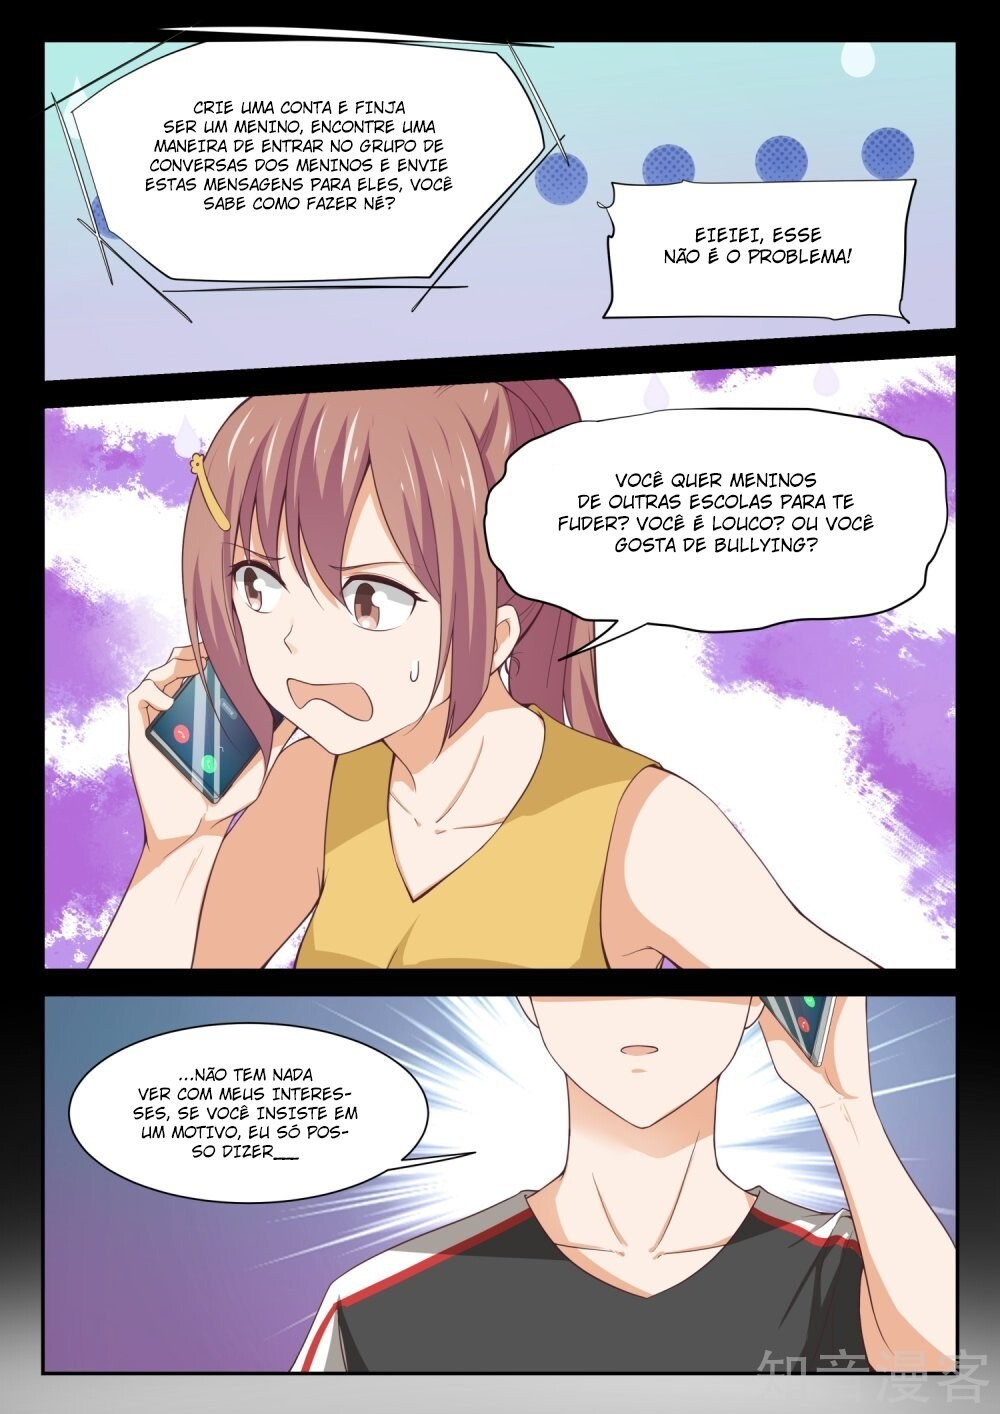 CRIE UMA CONTA E FINJA
SER UM MENINO, ENCONTRE UMA
MANEIRA DE ENTRAR NO GRUPO DE
CONVERSAS DOS MENINOS E ENVIE
ESTAS MENSAGENS PARA ELES, VOCÊ
SABE COMO FAZER NÉ?
EIEIEI, ESSE
NÃO É O PROBLEMA!
VOCÊ QUER MENINOS
DE OUTRAS ESCOLAS PARA TE
FUDER? VOCÊ É LOUCO? OU VOCÊ
GOSTA DE BULLYING?
...NÃO TEM NADA
VER COM MEUS INTERES-
SES, SE VOCÊ INSISTE EM
UM MOTIVO, EU SÓ POS-
SO DIZER___
知音漫客